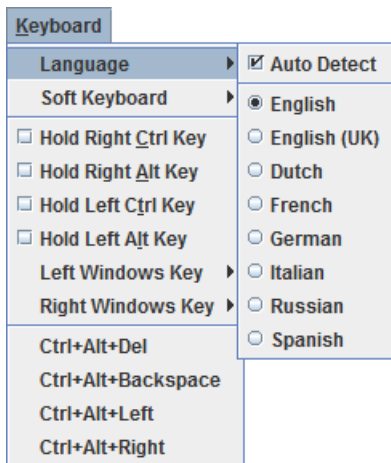 Keyboard
Language
Soft Keyboard
Hold Right Ctrl Key
Hold Right Alt Key
Hold Left Ctrl Key
Hold Left Alt Key
Left Windows Key
Right Windows Key
Ctrl+Alt+Del
Ctrl+Alt+Backspace
Ctrl+Alt+Left
Ctrl+Alt+Right
Auto Detect
English
English (UK)
Dutch
French
German
Italian
Russian
Spanish